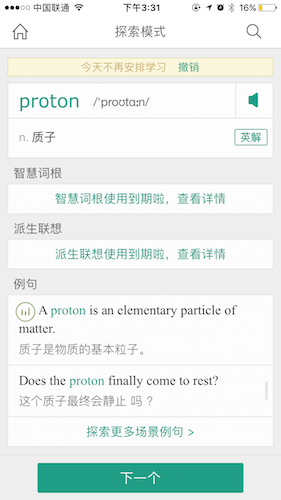 中国联通 下午3:31 16%
探索模式
今天不再安排学习 撤销
proton /ˈproʊtɑːn/
n. 质子 英解
智慧词根
智慧词根使用到期啦，查看详情
派生联想
派生联想使用到期啦，查看详情
例句
A proton is an elementary particle of
matter.
质子是物质的基本粒子。
Does the proton finally come to rest?
这个质子最终会静止 吗 ?
探索更多场景例句 >
下一个